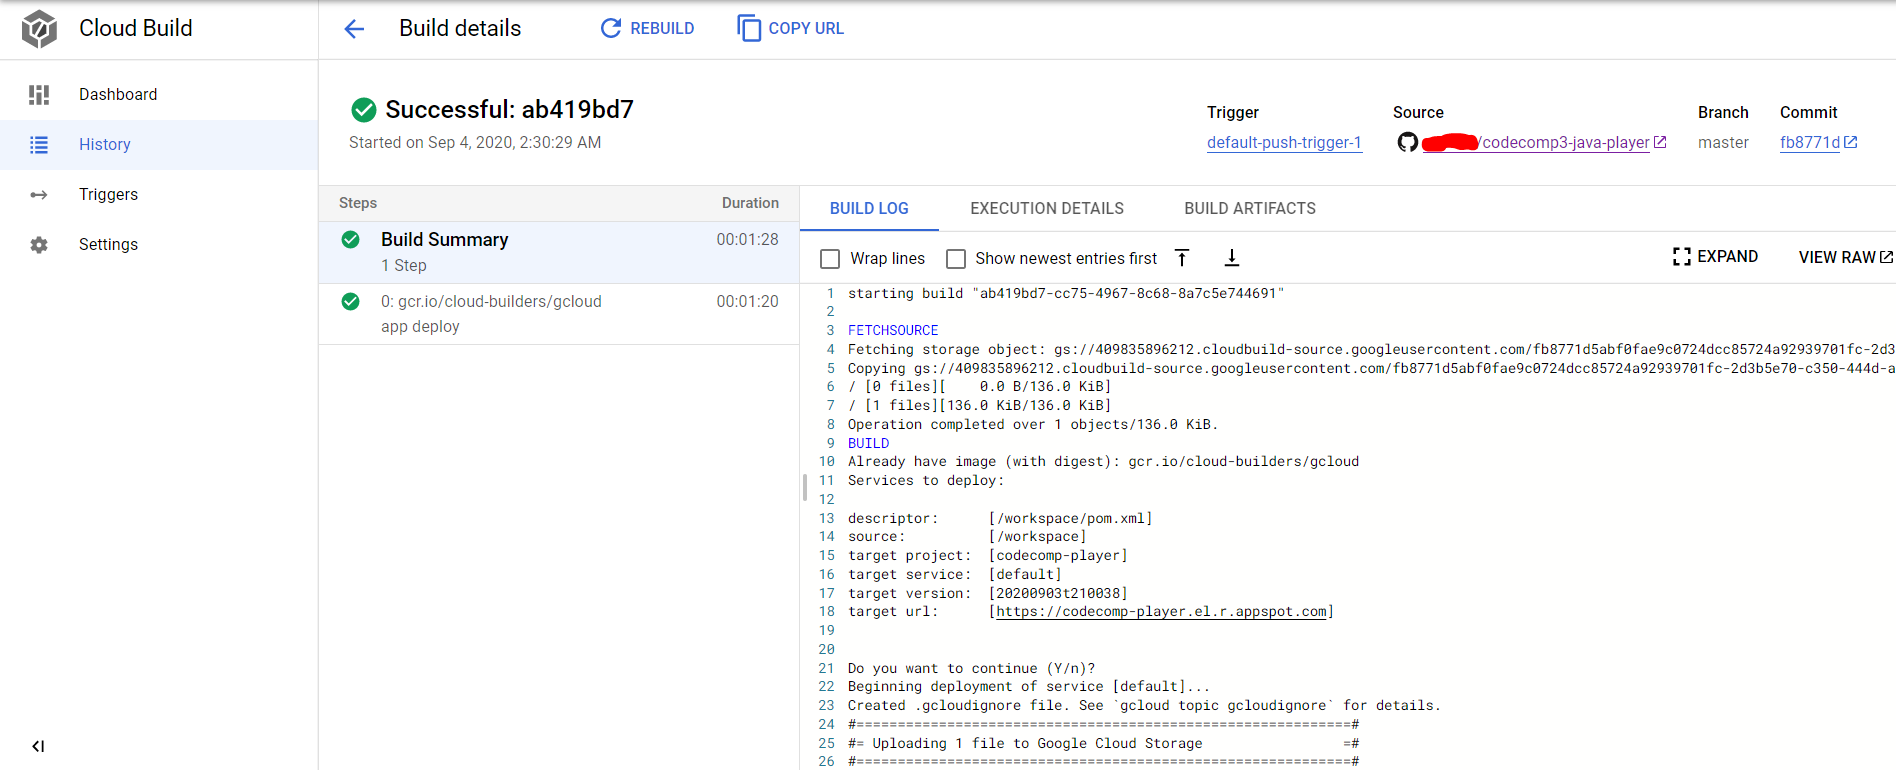 Cloud Build
Dashboard
History
Triggers
Settings
Build details
REBUILD
COPY URL
Successful: ab419bd7
Started on Sep 4, 2020, 2:30:29 AM
Trigger
default-push-trigger-1
Source
/codecomp3-java-player
Branch
master
Commit
fb8771d
Steps Duration
Build Summary 00:01:28
1 Step
0: gcr.io/cloud-builders/gcloud 00:01:20
app deploy
BUILD LOG EXECUTION DETAILS BUILD ARTIFACTS
Wrap lines Show newest entries first EXPAND VIEW RAW
1 starting build "ab419bd7-cc75-4967-8c68-8a7c5e744691"
2
3 FETCHSOURCE
4 Fetching storage object: gs://409835896212.cloudbuild-source.googleusercontent.com/fb8771d5abf0fae9c0724dcc85724a92939701fc-2d3
5 Copying gs://409835896212.cloudbuild-source.googleusercontent.com/fb8771d5abf0fae9c0724dcc85724a92939701fc-2d3b5e70-c350-444d-a
6 / [0 files][    0.0 B/136.0 KiB]
7 / [1 files][136.0 KiB/136.0 KiB]
8 Operation completed over 1 objects/136.0 KiB.
9 BUILD
10 Already have image (with digest): gcr.io/cloud-builders/gcloud
11 Services to deploy:
12
13 descriptor:      [/workspace/pom.xml]
14 source:          [/workspace]
15 target project:  [codecomp-player]
16 target service:  [default]
17 target version:  [20200903t210038]
18 target url:      [https://codecomp-player.el.r.appspot.com]
19
20
21 Do you want to continue (Y/n)?
22 Beginning deployment of service [default]...
23 Created .gcloudignore file. See `gcloud topic gcloudignore` for details.
24 #============================================================#
25 #= Uploading 1 file to Google Cloud Storage                 =#
26 #============================================================#